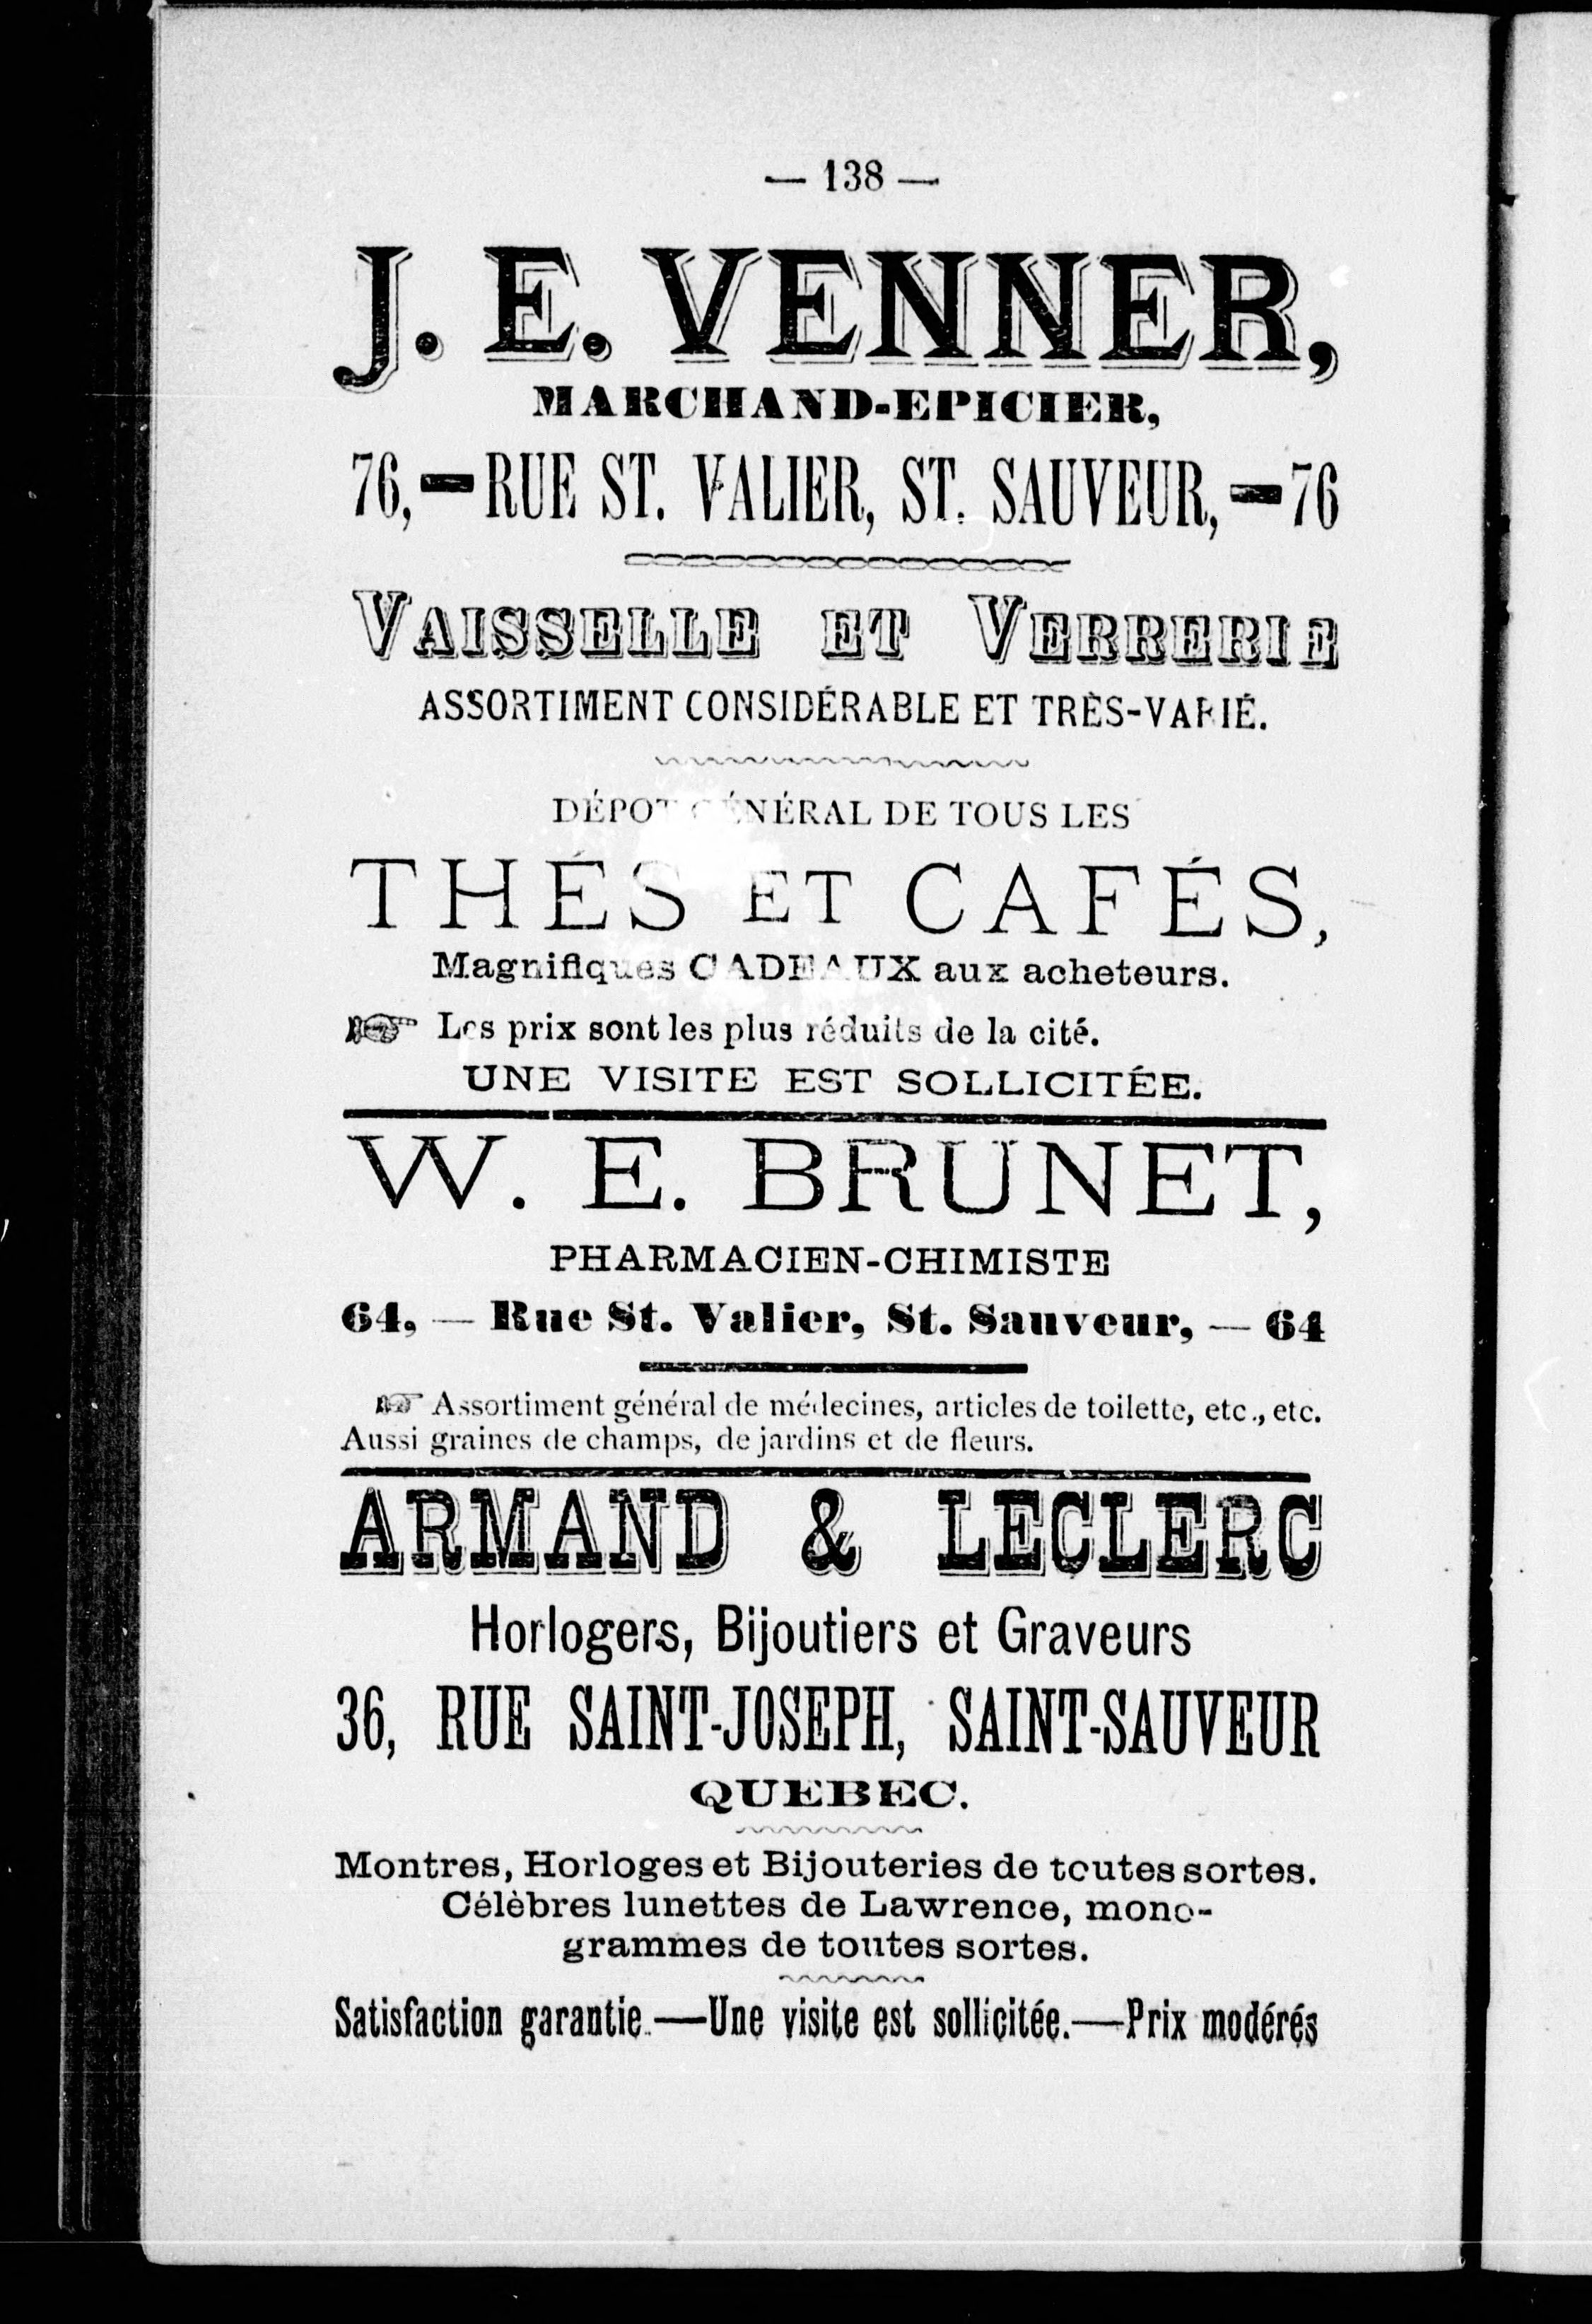 — 138 —
J. E. VENNER,
MARCHAND-EPICIER,
76,—RUE ST. VALIER, ST. SAUVEUR,—76
VAISSELLE ET VERRERIE
ASSORTIMENT CONSIDÉRABLE ET TRÈS-VARIÉ.
DÉPOT GÉNÉRAL DE TOUS LES
THÉS ET CAFÉS,
Magnifiques CADEAUX aux acheteurs.
☞ Les prix sont les plus réduits de la cité.
UNE VISITE EST SOLLICITÉE.
W. E. BRUNET,
PHARMACIEN-CHIMISTE
64, — Rue St. Valier, St. Sauveur, — 64
☞ Assortiment général de médecines, articles de toilette, etc., etc.
Aussi graines de champs, de jardins et de fleurs.
ARMAND & LECLERC
Horlogers, Bijoutiers et Graveurs
36, RUE SAINT-JOSEPH, SAINT-SAUVEUR
QUEBEC.
Montres, Horloges et Bijouteries de toutes sortes.
Célèbres lunettes de Lawrence, mono-
grammes de toutes sortes.
Satisfaction garantie.—Une visite est sollicitée.—Prix modérés